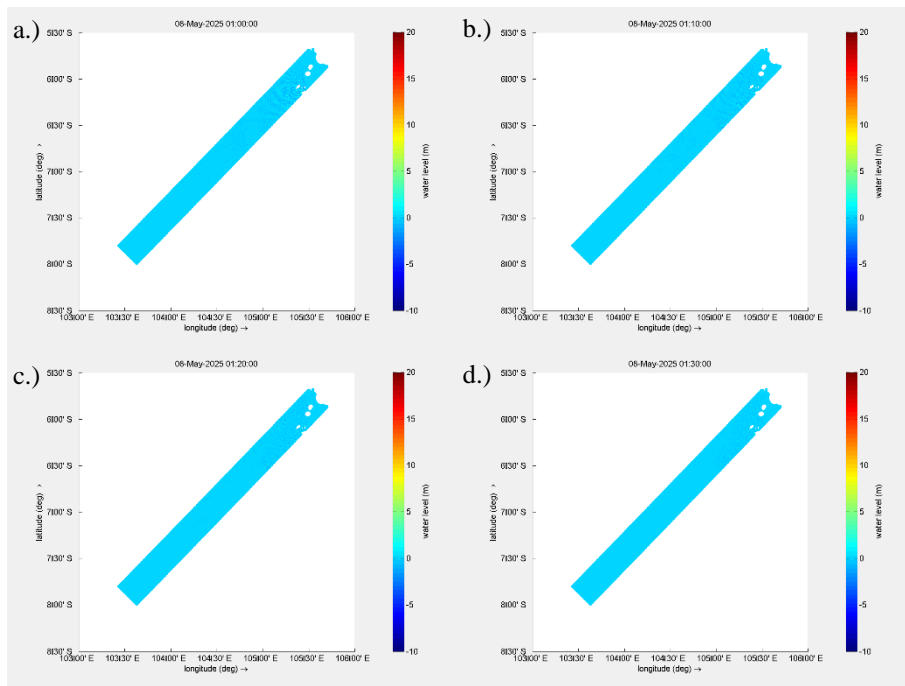 a.)
08-May-2025 01:00:00
5|30' S
6|00' S
6|30' S
7|00' S
7|30' S
8|00' S
8|30' S
latitude (deg) →
103|00' E 103|30' E 104|00' E 104|30' E 105|00' E 105|30' E 106|00' E
longitude (deg) →
20
15
10
5
0
-5
-10
water level (m)
b.)
08-May-2025 01:10:00
5|30' S
6|00' S
6|30' S
7|00' S
7|30' S
8|00' S
8|30' S
latitude (deg) →
103|00' E 103|30' E 104|00' E 104|30' E 105|00' E 105|30' E 106|00' E
longitude (deg) →
20
15
10
5
0
-5
-10
water level (m)
c.)
08-May-2025 01:20:00
5|30' S
6|00' S
6|30' S
7|00' S
7|30' S
8|00' S
8|30' S
latitude (deg) →
103|00' E 103|30' E 104|00' E 104|30' E 105|00' E 105|30' E 106|00' E
longitude (deg) →
20
15
10
5
0
-5
-10
water level (m)
d.)
08-May-2025 01:30:00
5|30' S
6|00' S
6|30' S
7|00' S
7|30' S
8|00' S
8|30' S
latitude (deg) →
103|00' E 103|30' E 104|00' E 104|30' E 105|00' E 105|30' E 106|00' E
longitude (deg) →
20
15
10
5
0
-5
-10
water level (m)